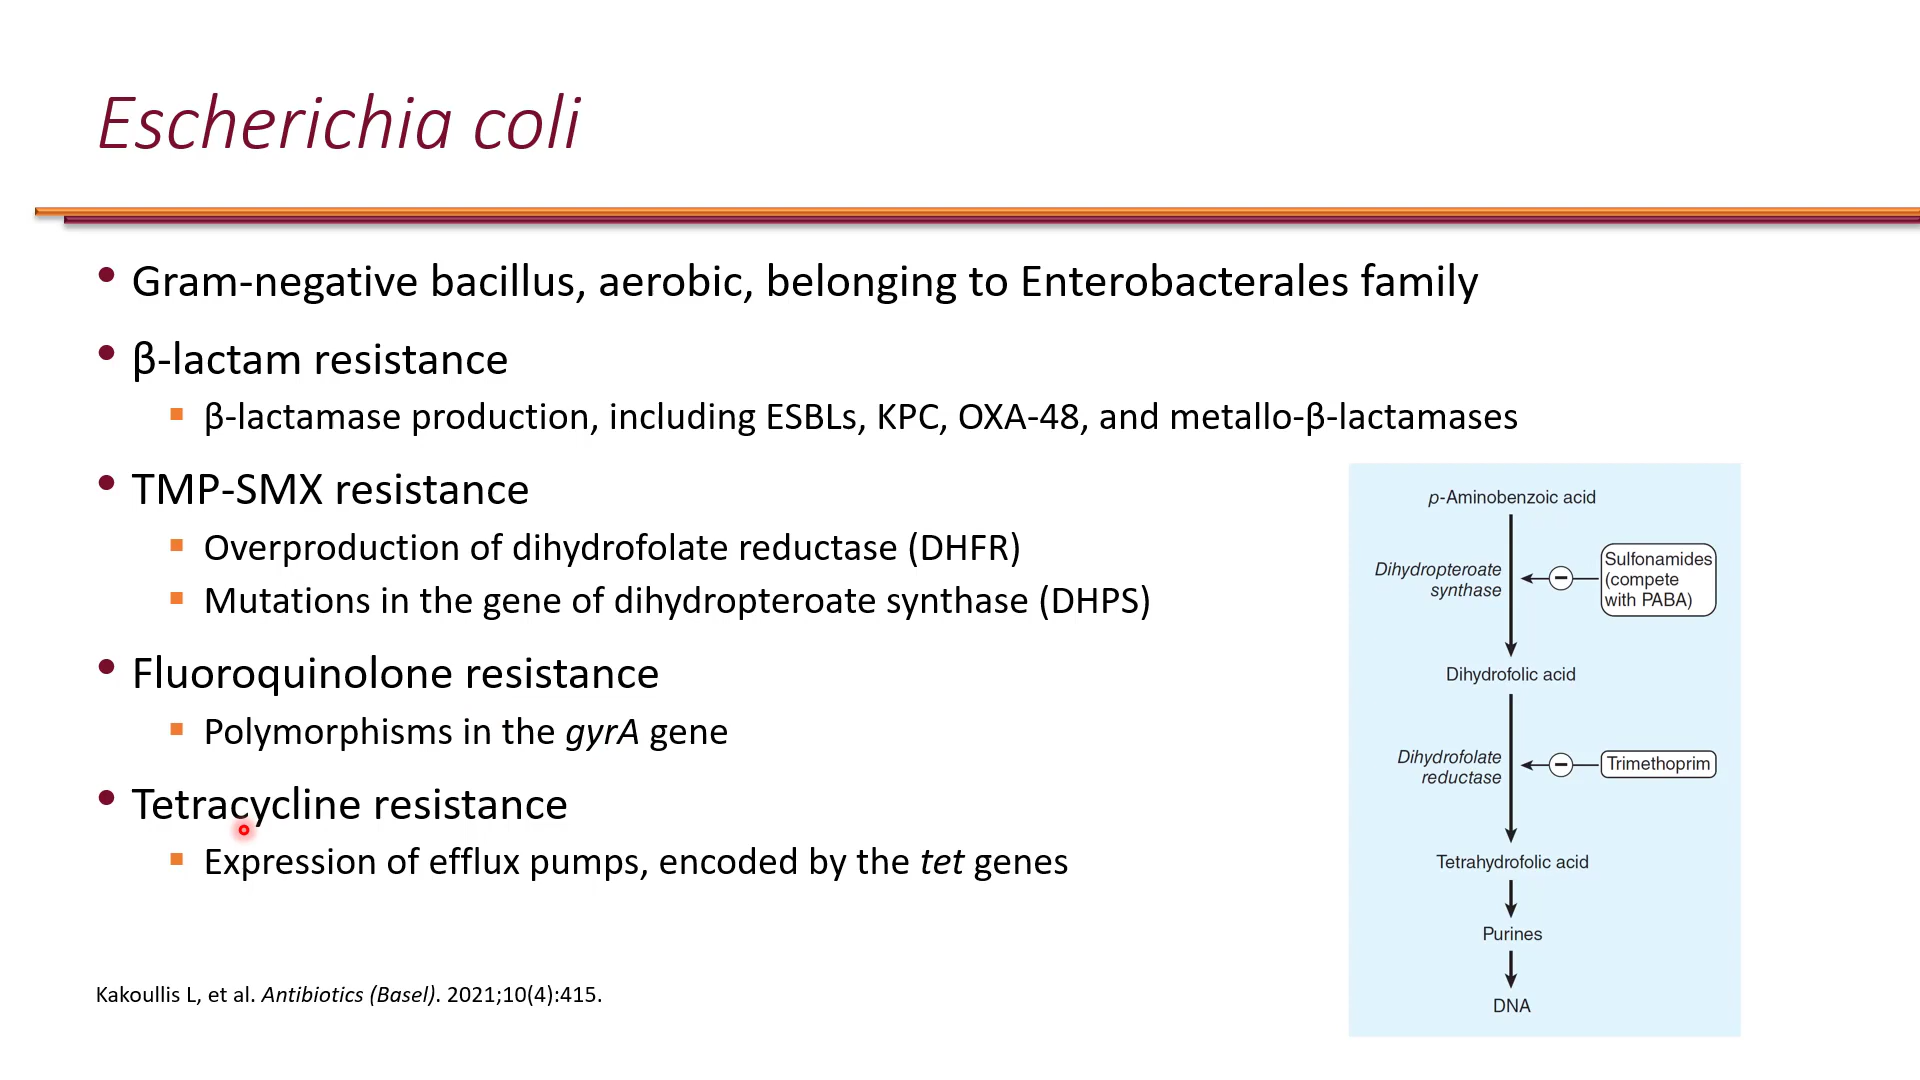 Escherichia coli
• Gram-negative bacillus, aerobic, belonging to Enterobacterales family
• β-lactam resistance
▪ β-lactamase production, including ESBLs, KPC, OXA-48, and metallo-β-lactamases
• TMP-SMX resistance
▪ Overproduction of dihydrofolate reductase (DHFR)
▪ Mutations in the gene of dihydropteroate synthase (DHPS)
• Fluoroquinolone resistance
▪ Polymorphisms in the gyrA gene
• Tetracycline resistance
▪ Expression of efflux pumps, encoded by the tet genes
Kakoullis L, et al. Antibiotics (Basel). 2021;10(4):415.
p-Aminobenzoic acid
Dihydropteroate
synthase
Sulfonamides
(compete
with PABA)
Dihydrofolic acid
Dihydrofolate
reductase
Trimethoprim
Tetrahydrofolic acid
Purines
DNA